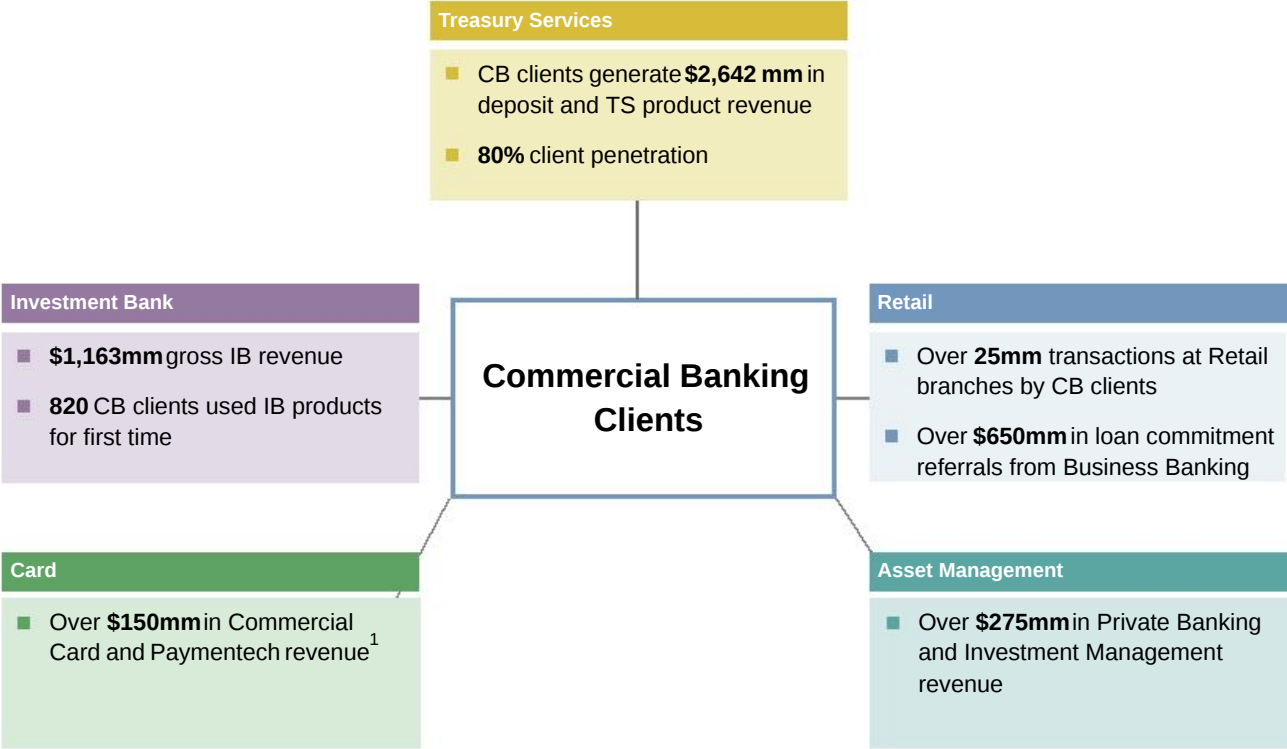 Treasury Services
CB clients generate $2,642 mm in
deposit and TS product revenue
80% client penetration
Investment Bank
$1,163mm gross IB revenue
820 CB clients used IB products
for first time
Commercial Banking
Clients
Retail
Over 25mm transactions at Retail
branches by CB clients
Over $650mm in loan commitment
referrals from Business Banking
Card
Over $150mm in Commercial
Card and Paymentech revenue1
Asset Management
Over $275mm in Private Banking
and Investment Management
revenue